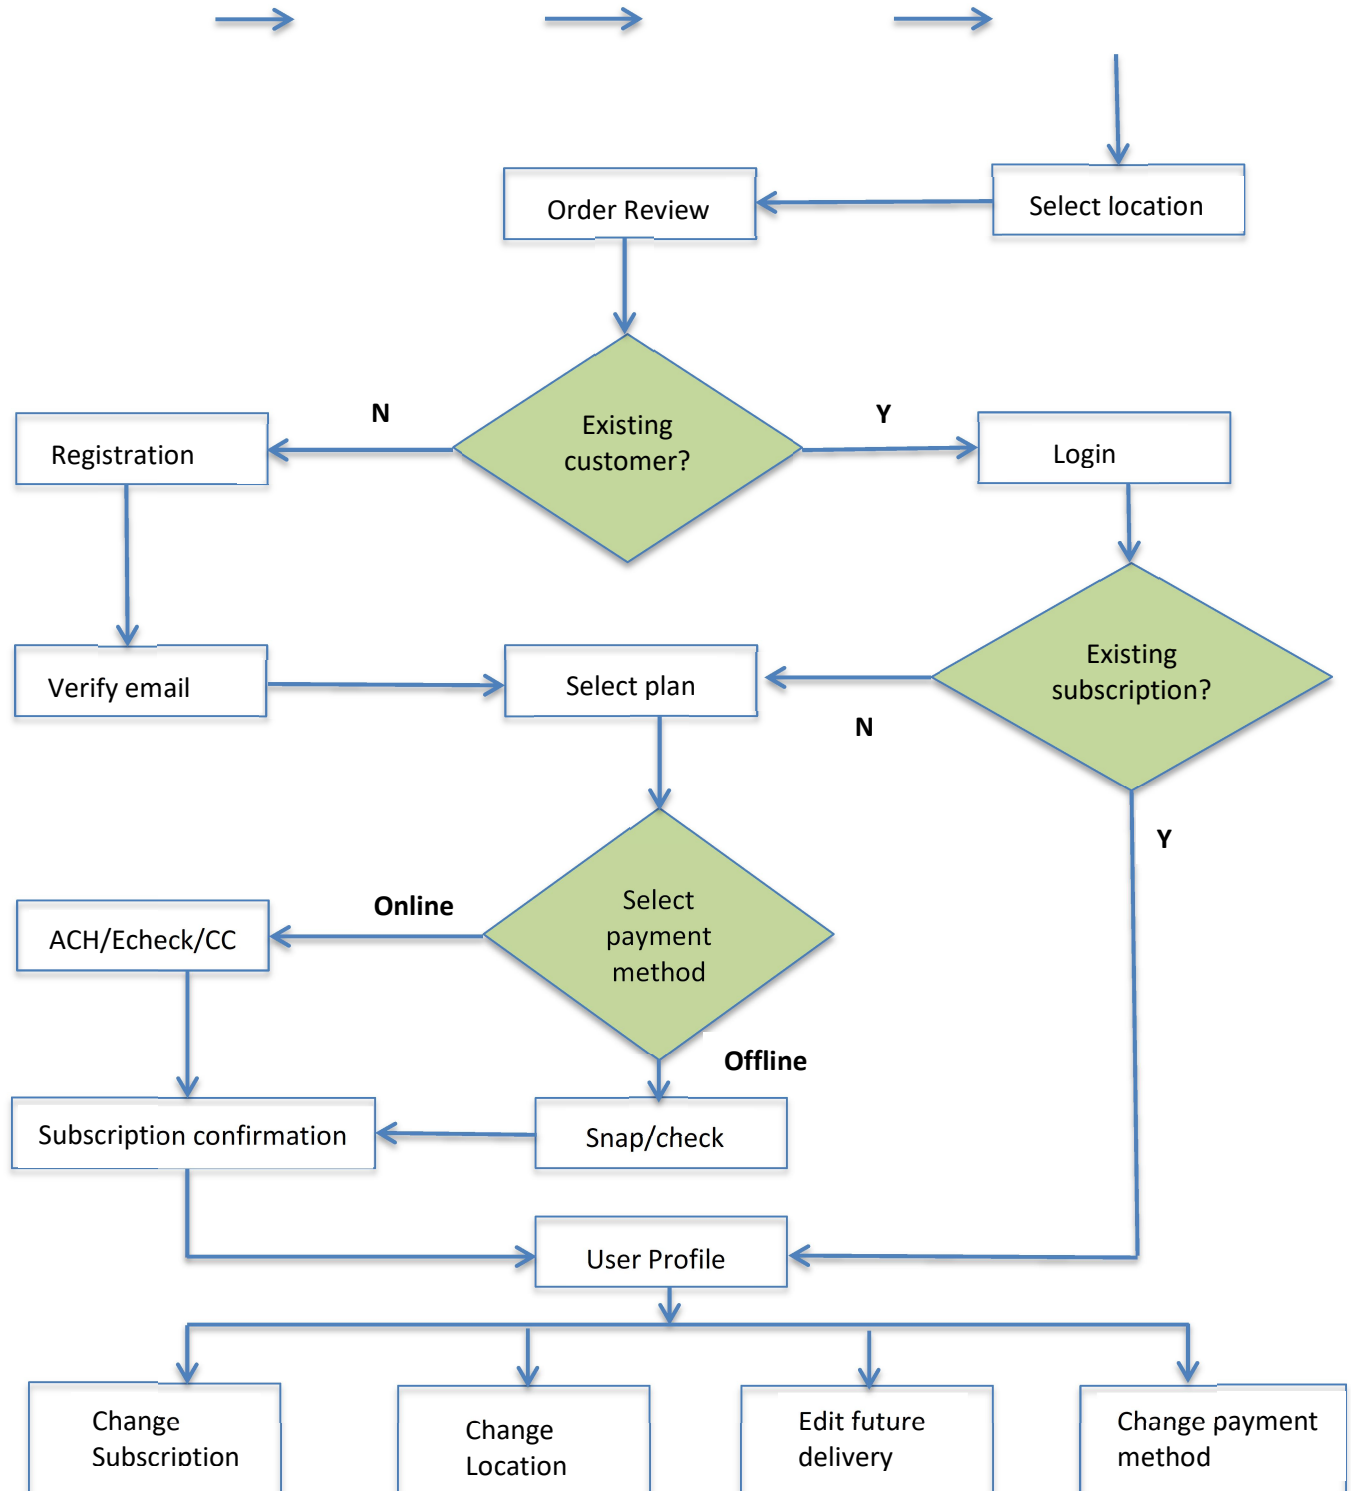 Order Review
Select location
N
Y
Existing
customer?
Registration
Login
Verify email
Select plan
Existing
subscription?
N
Y
Online
Select
payment
method
ACH/Echeck/CC
Offline
Subscription confirmation
Snap/check
User Profile
Change
Subscription
Change
Location
Edit future
delivery
Change payment
method